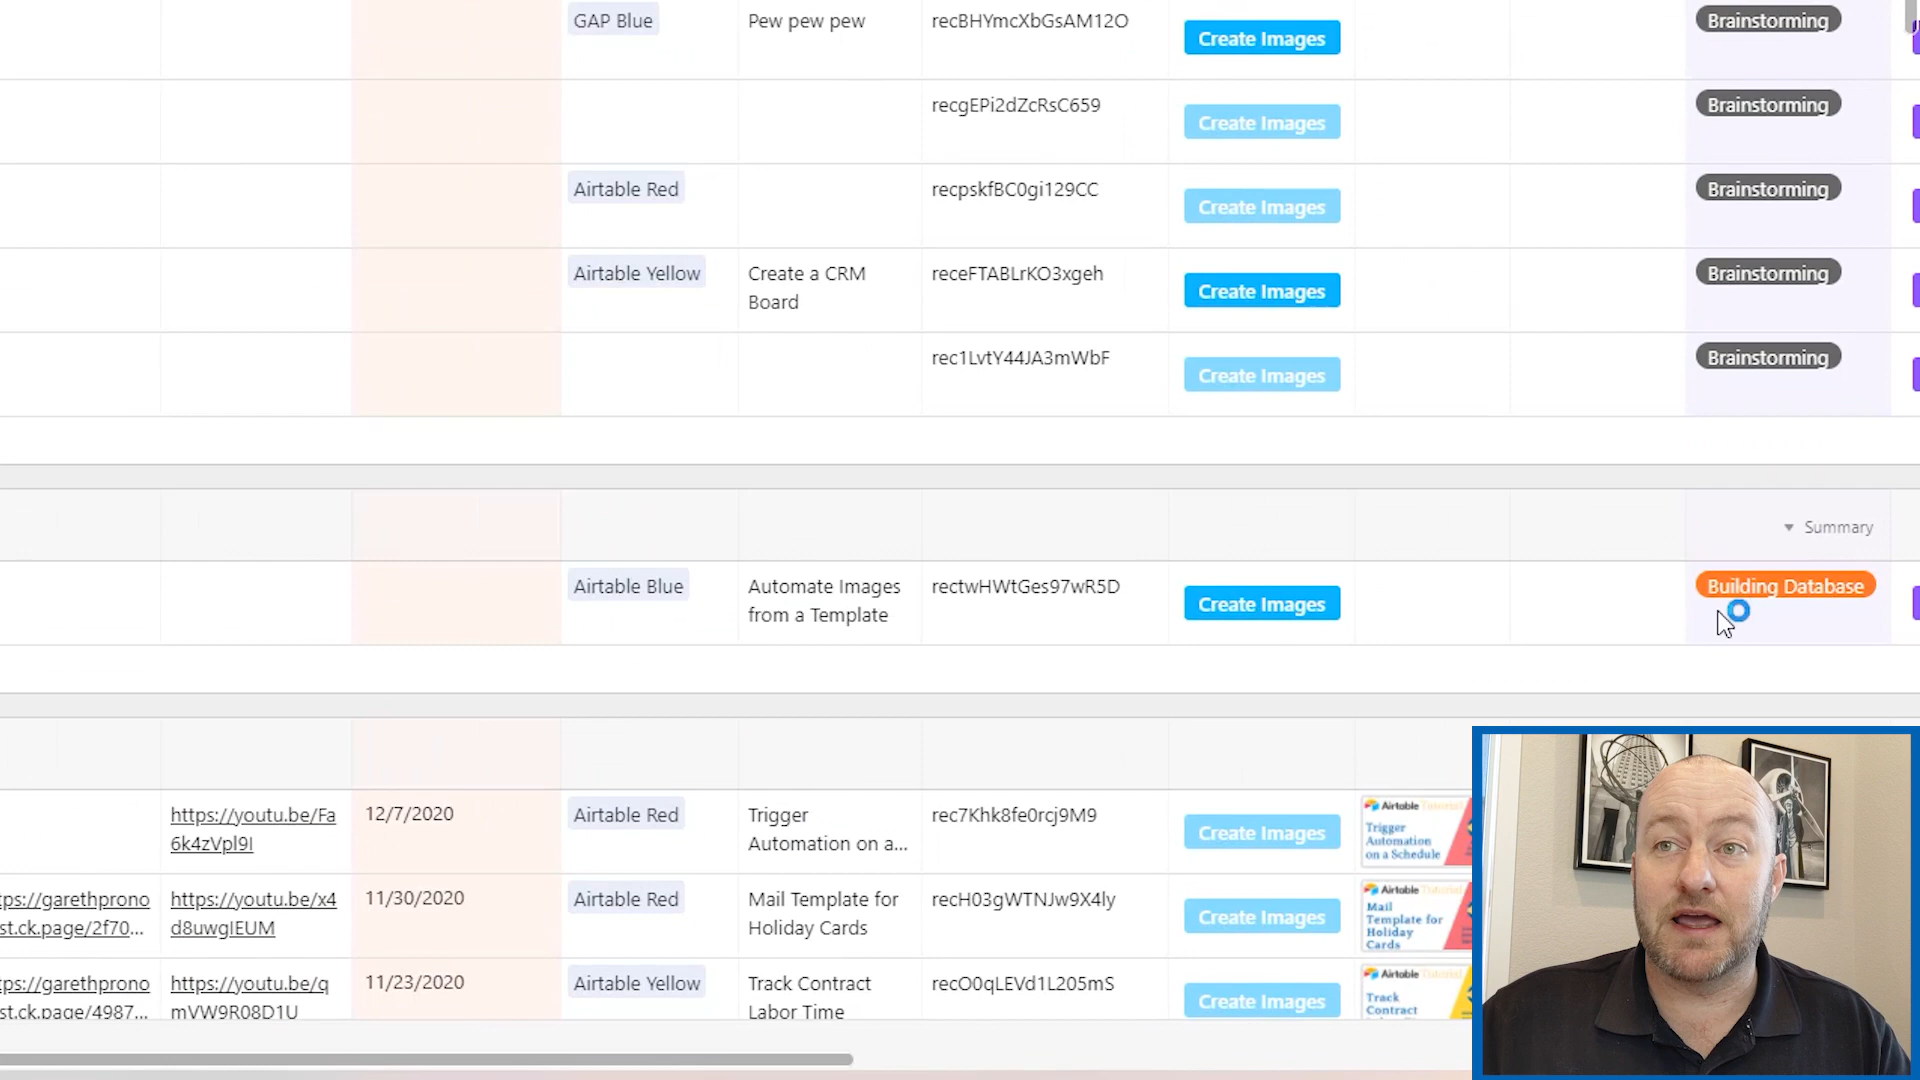 GAP Blue Pew pew pew recBHYmcXbGsAM12O Create Images Brainstorming
recgEPi2dZcRsC659 Create Images Brainstorming
Airtable Red recpskfBC0gi129CC Create Images Brainstorming
Airtable Yellow Create a CRM receFTABLrKO3xgeh Create Images Brainstorming
Board
rec1LvtY44JA3mWbF Create Images Brainstorming
Summary
Airtable Blue Automate Images rectwHWtGes97wR5D Create Images Building Database
from a Template
https://youtu.be/Fa 12/7/2020 Airtable Red Trigger rec7Khk8fe0rcj9M9 Create Images
6k4zVpl9I Automation on a...
Airtable Tutorial
Trigger
Automation
on a Schedule
tps://garethprono https://youtu.be/x4 11/30/2020 Airtable Red Mail Template for recH03gWTNJw9X4ly Create Images
st.ck.page/2f70... d8uwgIEUM Holiday Cards
Airtable Tutorial
Mail
Template for
Holiday
Cards
tps://garethprono https://youtu.be/q 11/23/2020 Airtable Yellow Track Contract recO0qLEVd1L205mS Create Images
st.ck.page/4987... mVW9R08D1U Labor Time
Airtable Tutorial
Track
Contract